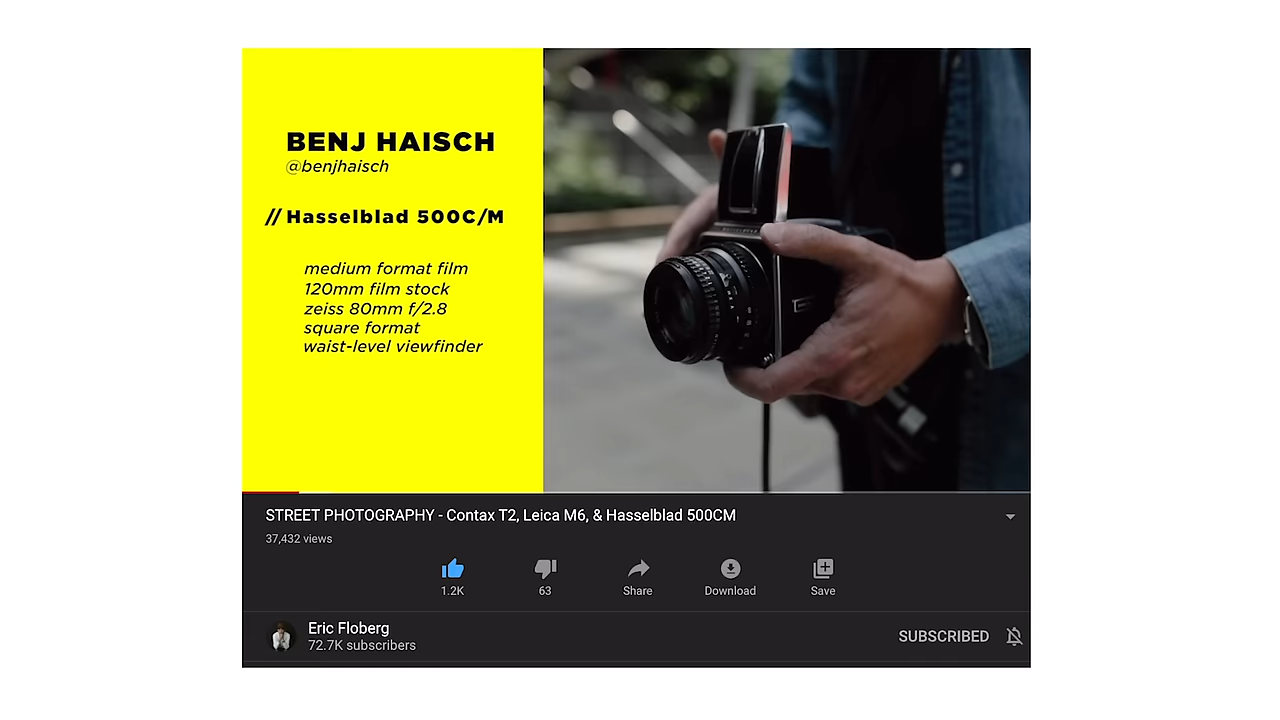 BENJ HAISCH
@benjhaisch
// Hasselblad 500C/M
medium format film
120mm film stock
zeiss 80mm f/2.8
square format
waist-level viewfinder
STREET PHOTOGRAPHY - Contax T2, Leica M6, & Hasselblad 500CM
37,432 views
1.2K
63
Share
Download
Save
Eric Floberg
72.7K subscribers
SUBSCRIBED